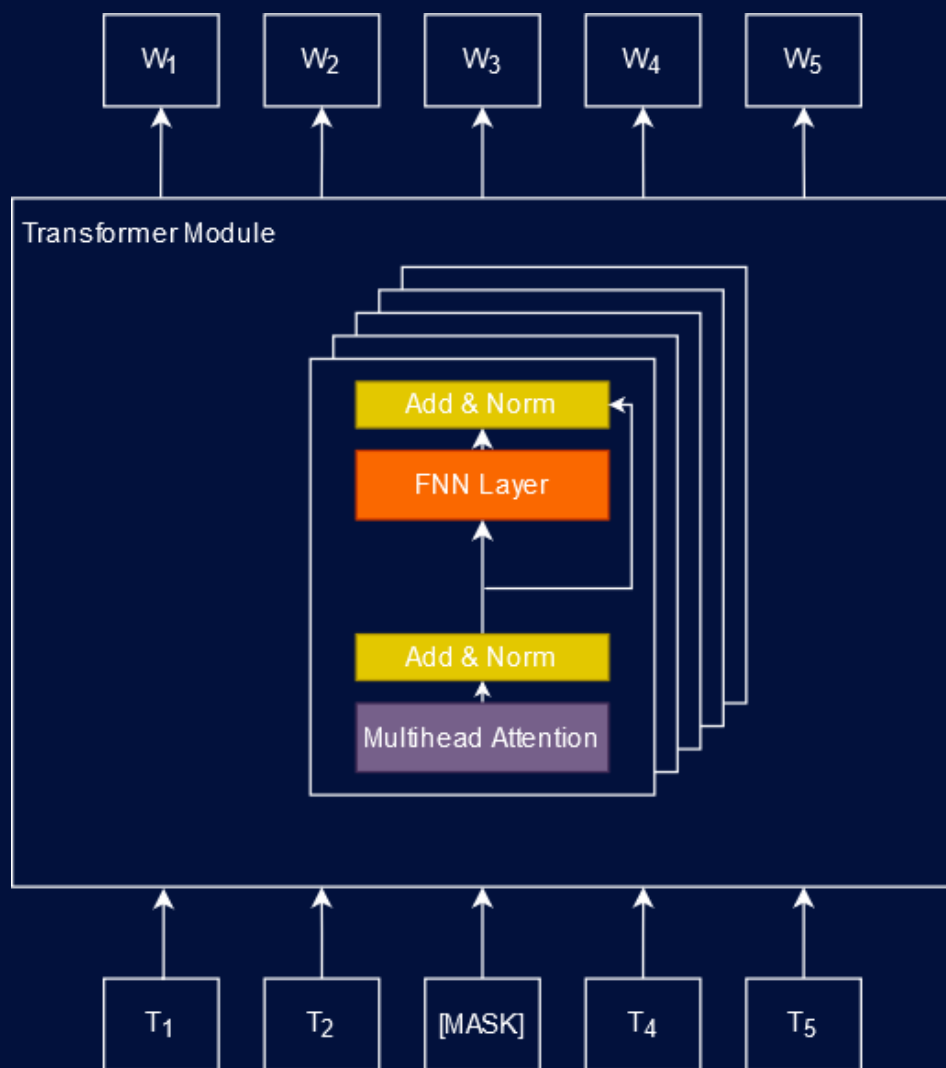 W1 W2 W3 W4 W5
Transformer Module
Add & Norm
FNN Layer
Add & Norm
Multihead Attention
T1 T2 [MASK] T4 T5